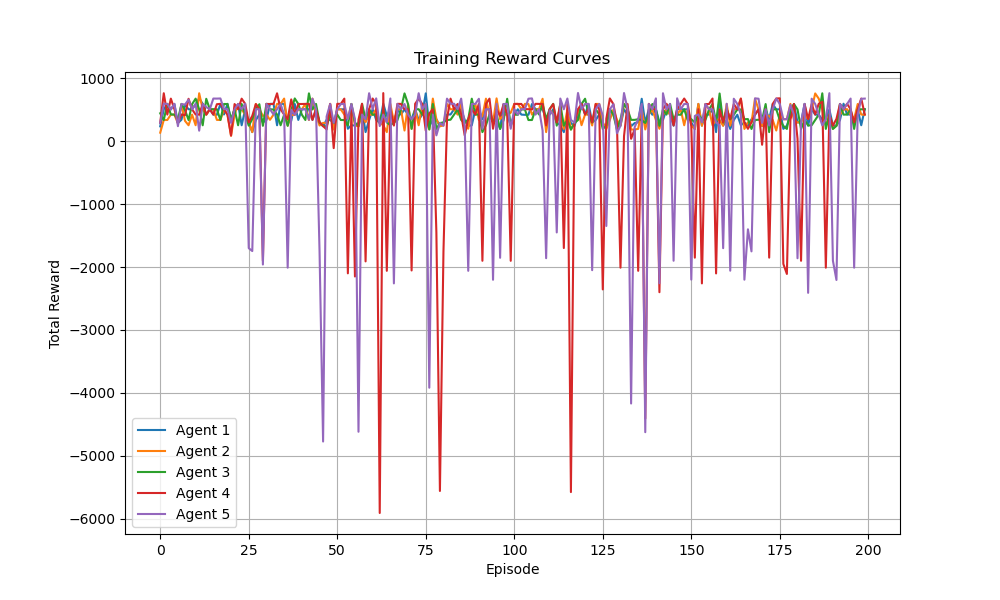 Training Reward Curves
1000
0
−1000
−2000
−3000
−4000
−5000
−6000
Total Reward
Agent 1
Agent 2
Agent 3
Agent 4
Agent 5
0 25 50 75 100 125 150 175 200
Episode